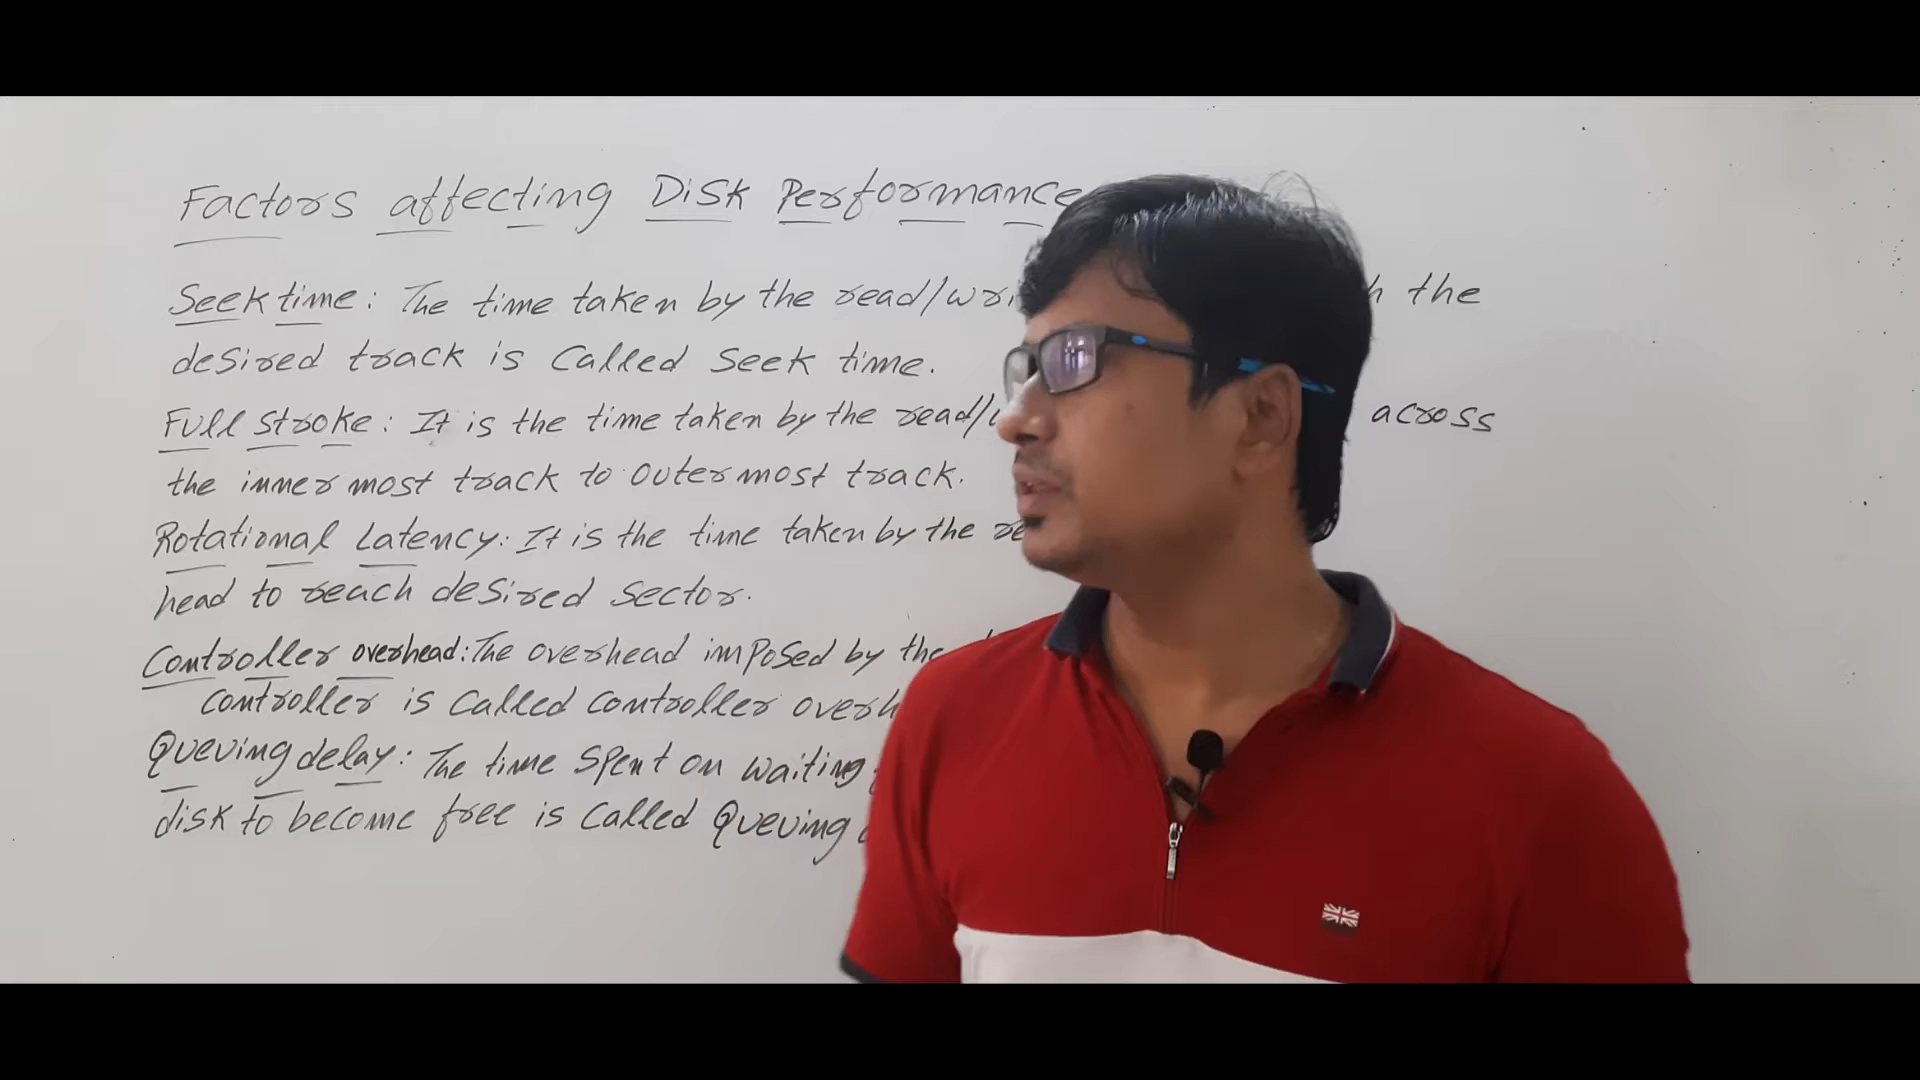 Factors affecting Disk Performance
Seek time: The time taken by the read/wri the
desired track is called seek time.
Full stroke: It is the time taken by the read/ across
the inner most track to outer most track.
Rotational Latency: It is the time taken by the
head to reach desired sector.
Controller overhead: The overhead imposed by the
controller is called controller overh
Queuing delay: The time spent on waiting
disk to become free is called Queuing